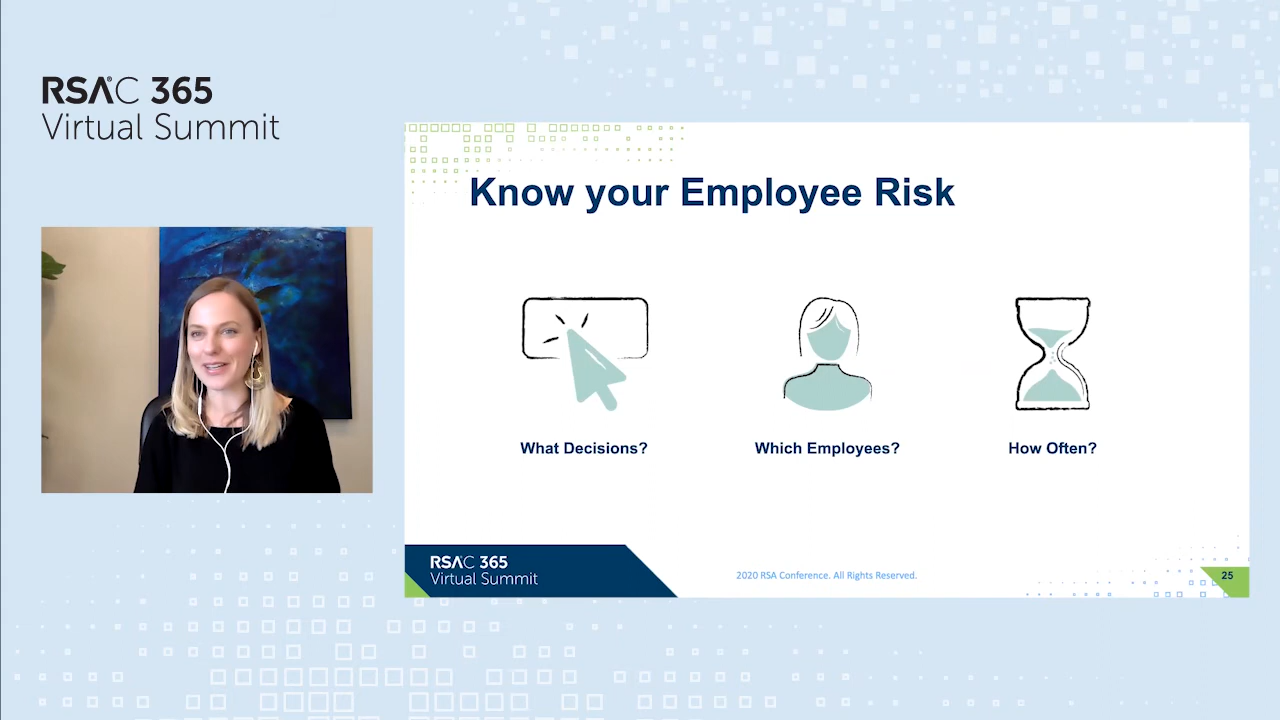 RSAC 365
Virtual Summit
Know your Employee Risk
What Decisions?
Which Employees?
How Often?
RSAC 365
Virtual Summit
2020 RSA Conference. All Rights Reserved.
25